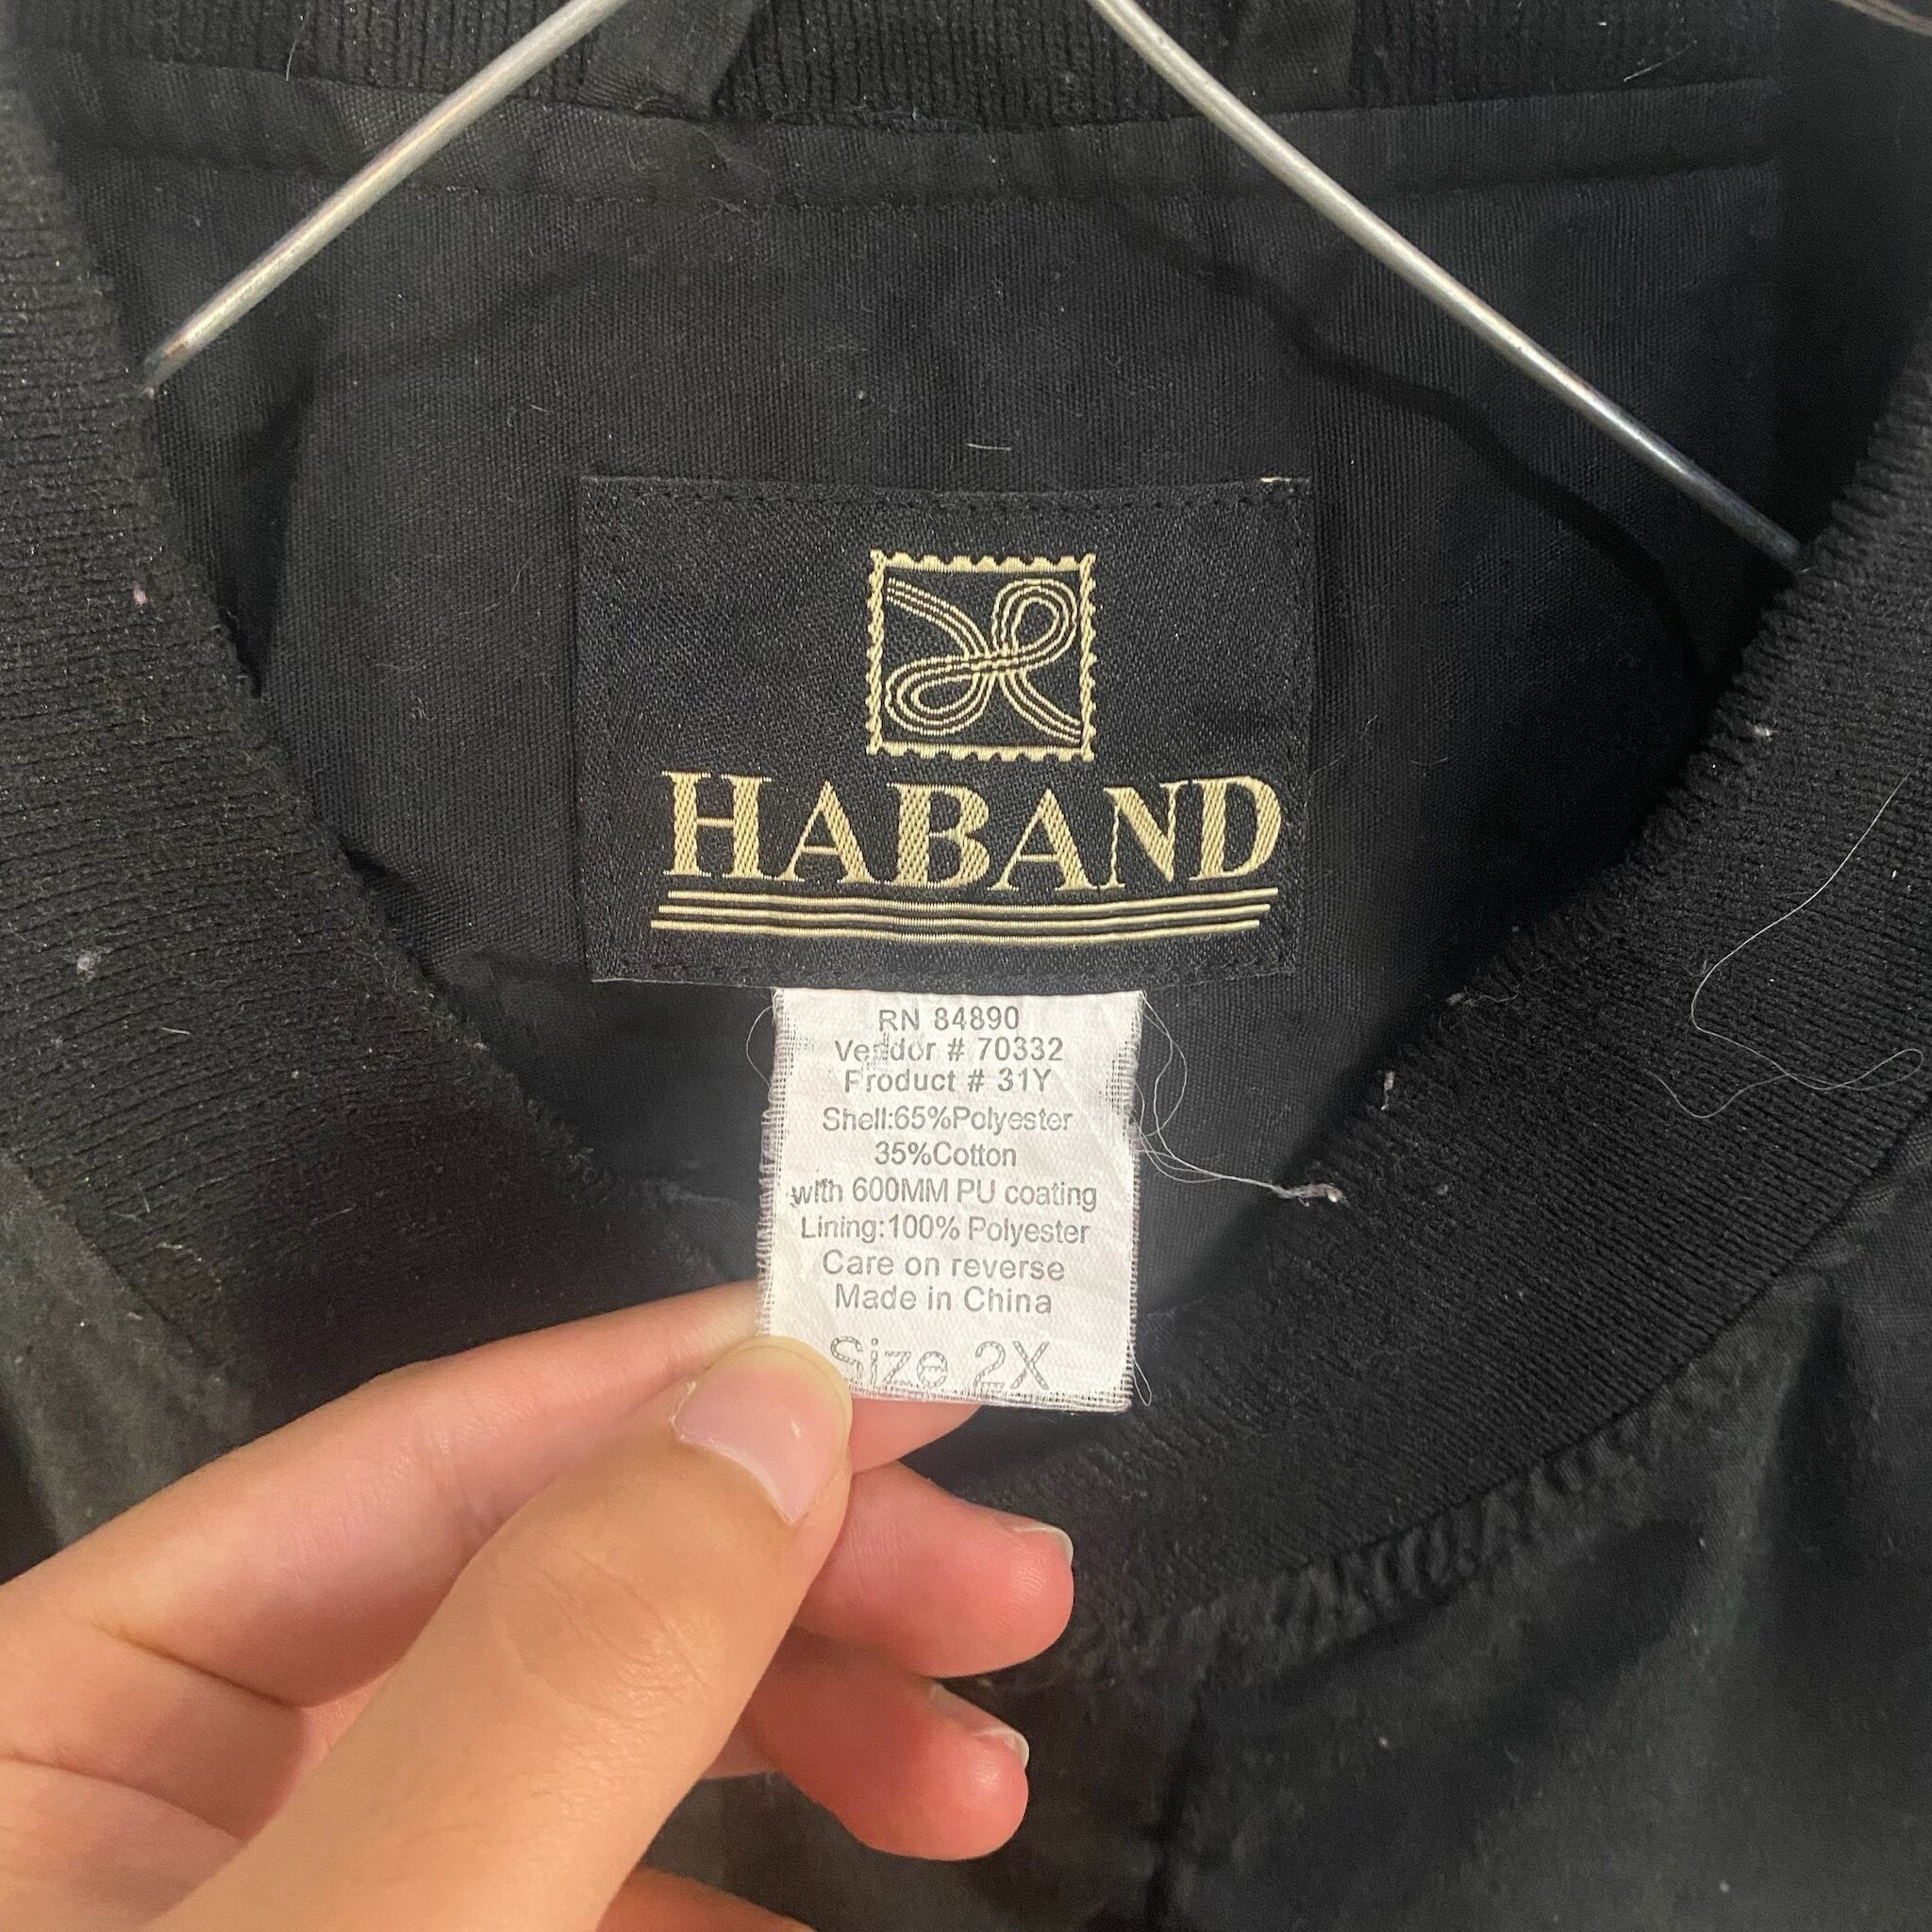 HABAND
RN 84890
Vendor # 70332
Product # 31Y
Shell:65%Polyester
35%Cotton
with 600MM PU coating
Lining:100% Polyester
Care on reverse
Made in China
Size 2X